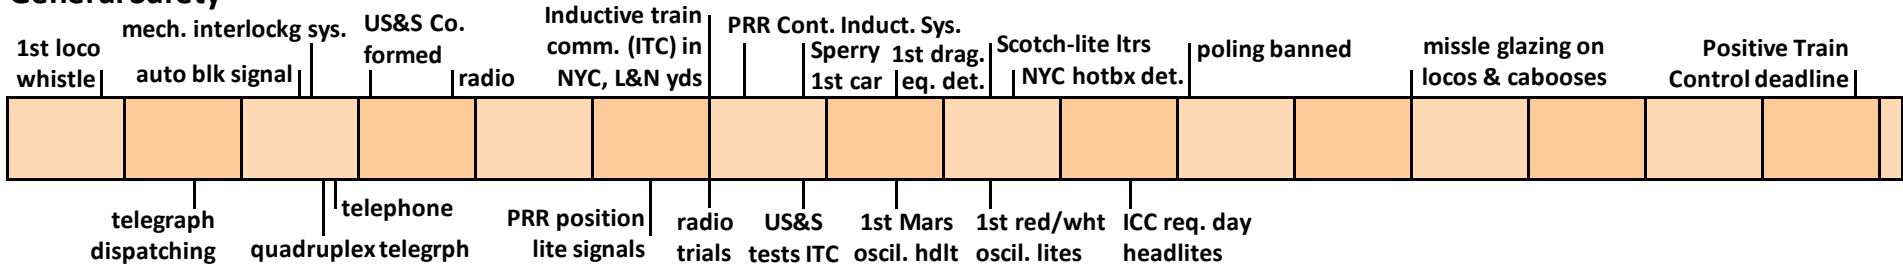 General Safety
1st loco
whistle
mech. interlockg sys.
auto blk signal
US&S Co.
formed
radio
Inductive train
comm. (ITC) in
NYC, L&N yds
PRR Cont. Induct. Sys.
Sperry
1st car
1st drag.
eq. det.
Scotch-lite ltrs
NYC hotbx det.
poling banned
missle glazing on
locos & cabooses
Positive Train
Control deadline
telegraph
dispatching
quadruplex telegrph
telephone
PRR position
lite signals
radio
trials
US&S
tests ITC
1st Mars
oscil. hdlt
1st red/wht
oscil. lites
ICC req. day
headlites